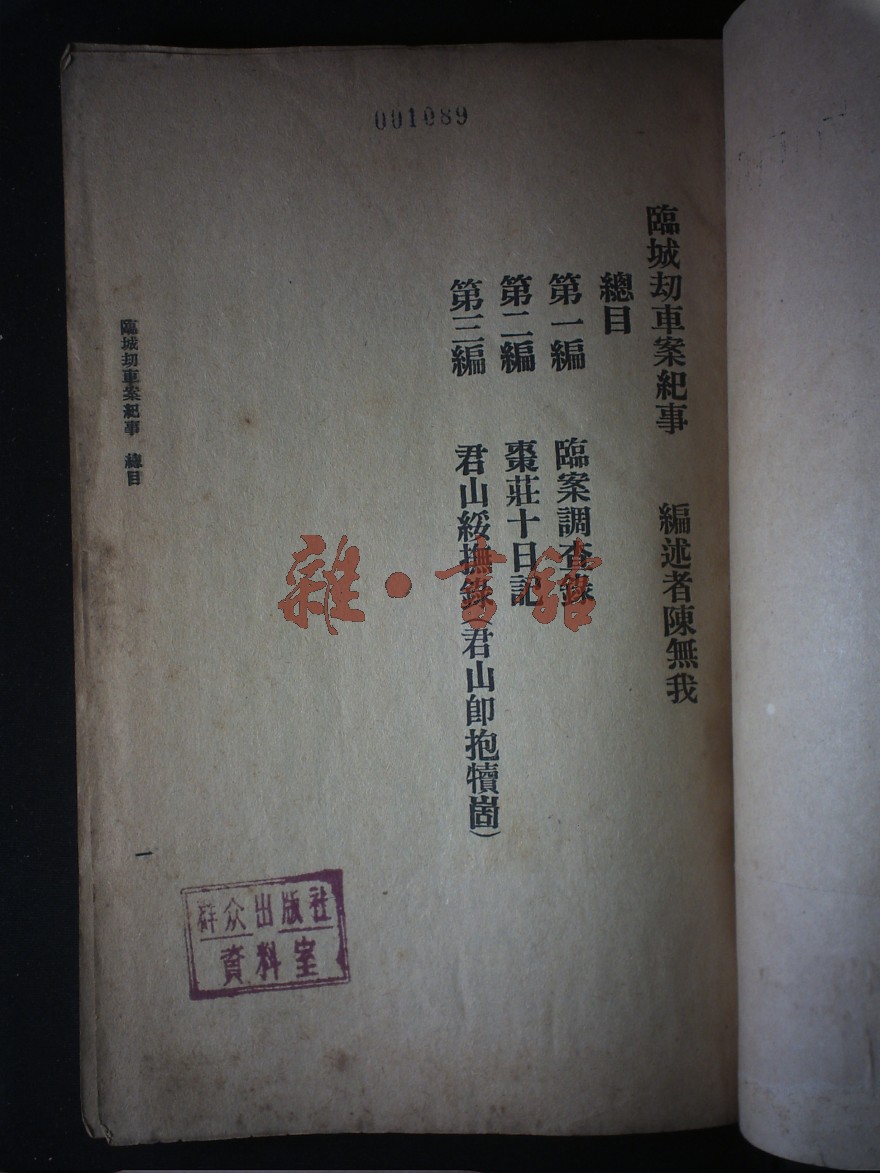 001089
臨城刧車案紀事　編述者陳無我
總目
第一編　臨案調查錄
第二編　棗莊十日記
第三編　君山綏撫錄(君山卽抱犢崮)
臨城刧車案紀事　總目
一
雜·書館
群众出版社
資料室